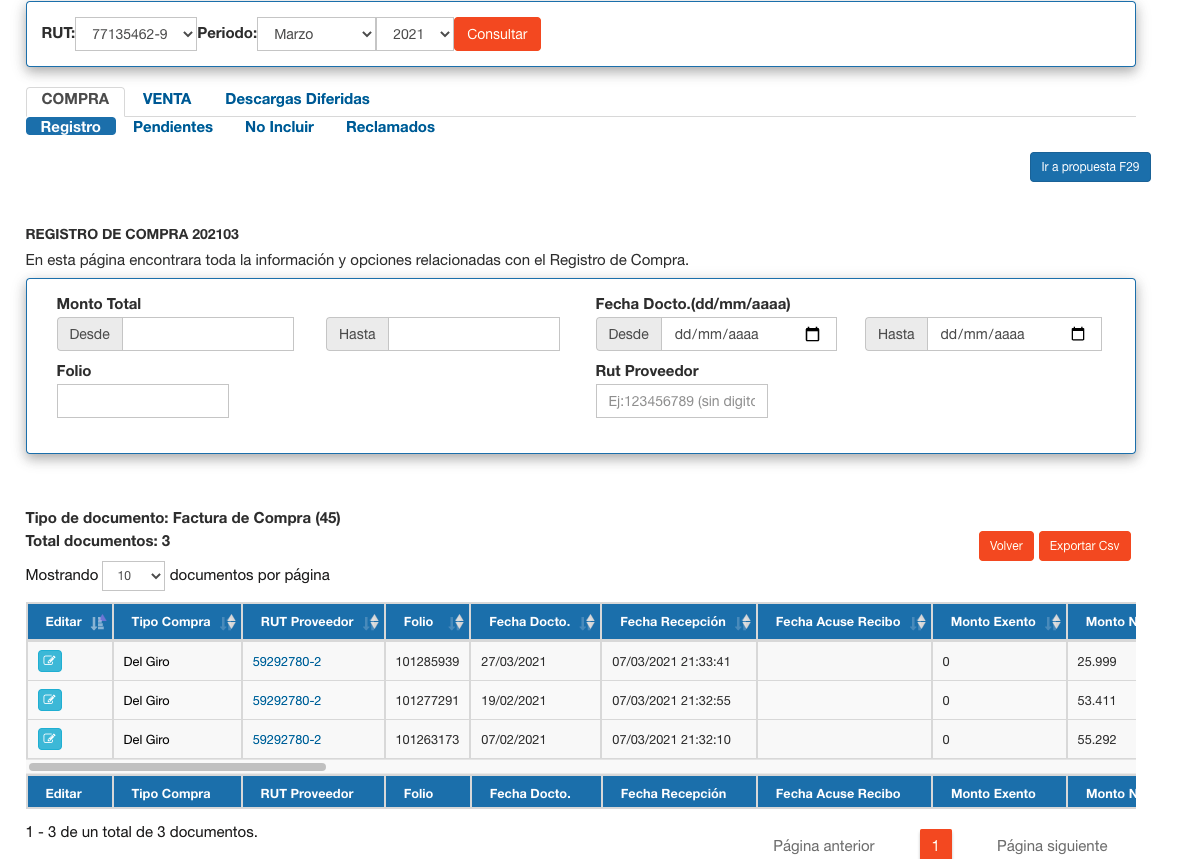 RUT: 77135462-9 Periodo: Marzo 2021 Consultar
COMPRA VENTA Descargas Diferidas
Registro Pendientes No Incluir Reclamados
Ir a propuesta F29
REGISTRO DE COMPRA 202103
En esta página encontrara toda la información y opciones relacionadas con el Registro de Compra.
Monto Total Fecha Docto.(dd/mm/aaaa)
Desde Hasta Desde dd/mm/aaaa Hasta dd/mm/aaaa
Folio Rut Proveedor
Ej:123456789 (sin digito
Tipo de documento: Factura de Compra (45)
Total documentos: 3
Volver Exportar Csv
Mostrando 10 documentos por página
Editar Tipo Compra RUT Proveedor Folio Fecha Docto. Fecha Recepción Fecha Acuse Recibo Monto Exento Monto N
Del Giro 59292780-2 101285939 27/03/2021 07/03/2021 21:33:41 0 25.999
Del Giro 59292780-2 101277291 19/02/2021 07/03/2021 21:32:55 0 53.411
Del Giro 59292780-2 101263173 07/02/2021 07/03/2021 21:32:10 0 55.292
Editar Tipo Compra RUT Proveedor Folio Fecha Docto. Fecha Recepción Fecha Acuse Recibo Monto Exento Monto N
1 - 3 de un total de 3 documentos.
Página anterior 1 Página siguiente